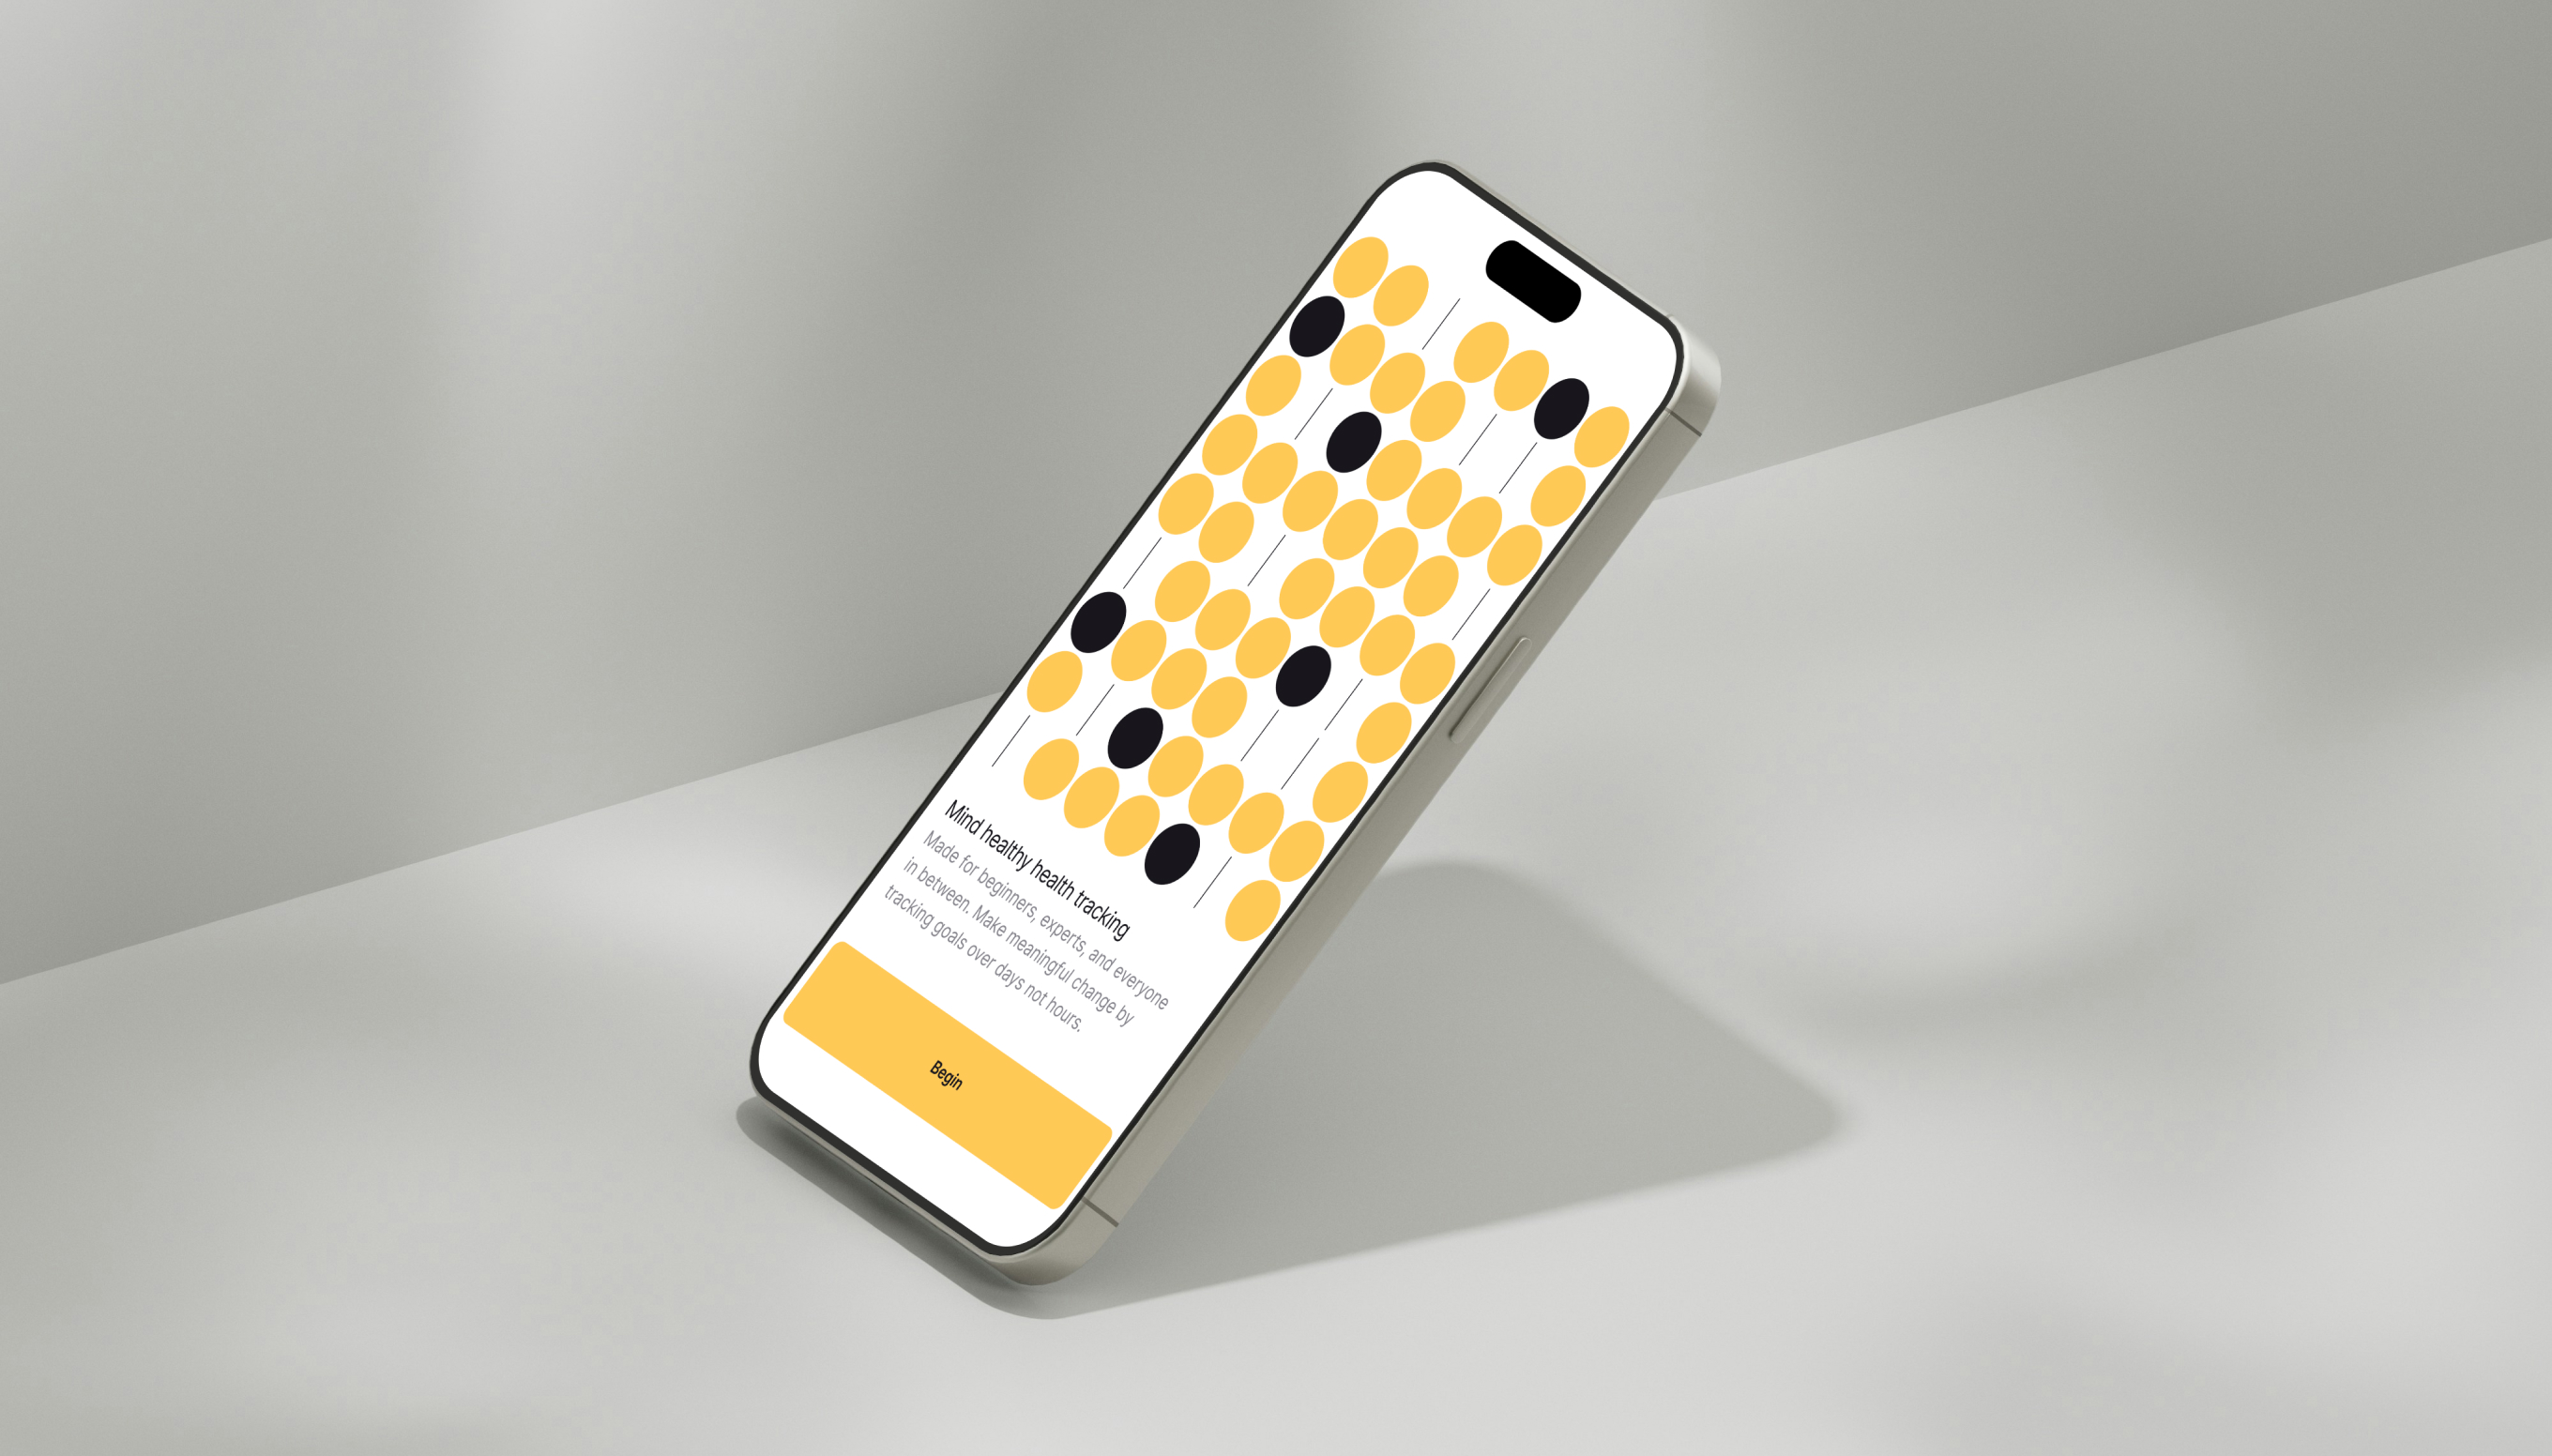 Mind healthy health tracking
Made for beginners, experts, and everyone
in between. Make meaningful change by
tracking goals over days not hours.
Begin